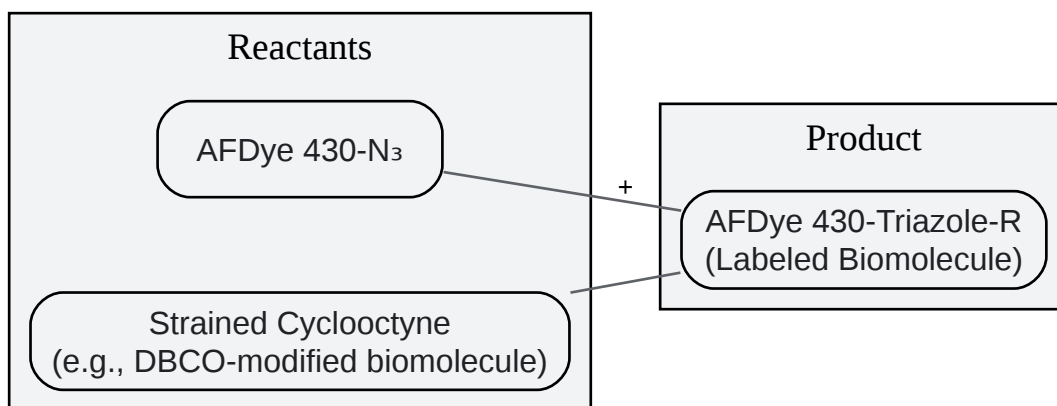 Reactants
AFDye 430-N₃
Strained Cyclooctyne
(e.g., DBCO-modified biomolecule)
+
Product
AFDye 430-Triazole-R
(Labeled Biomolecule)